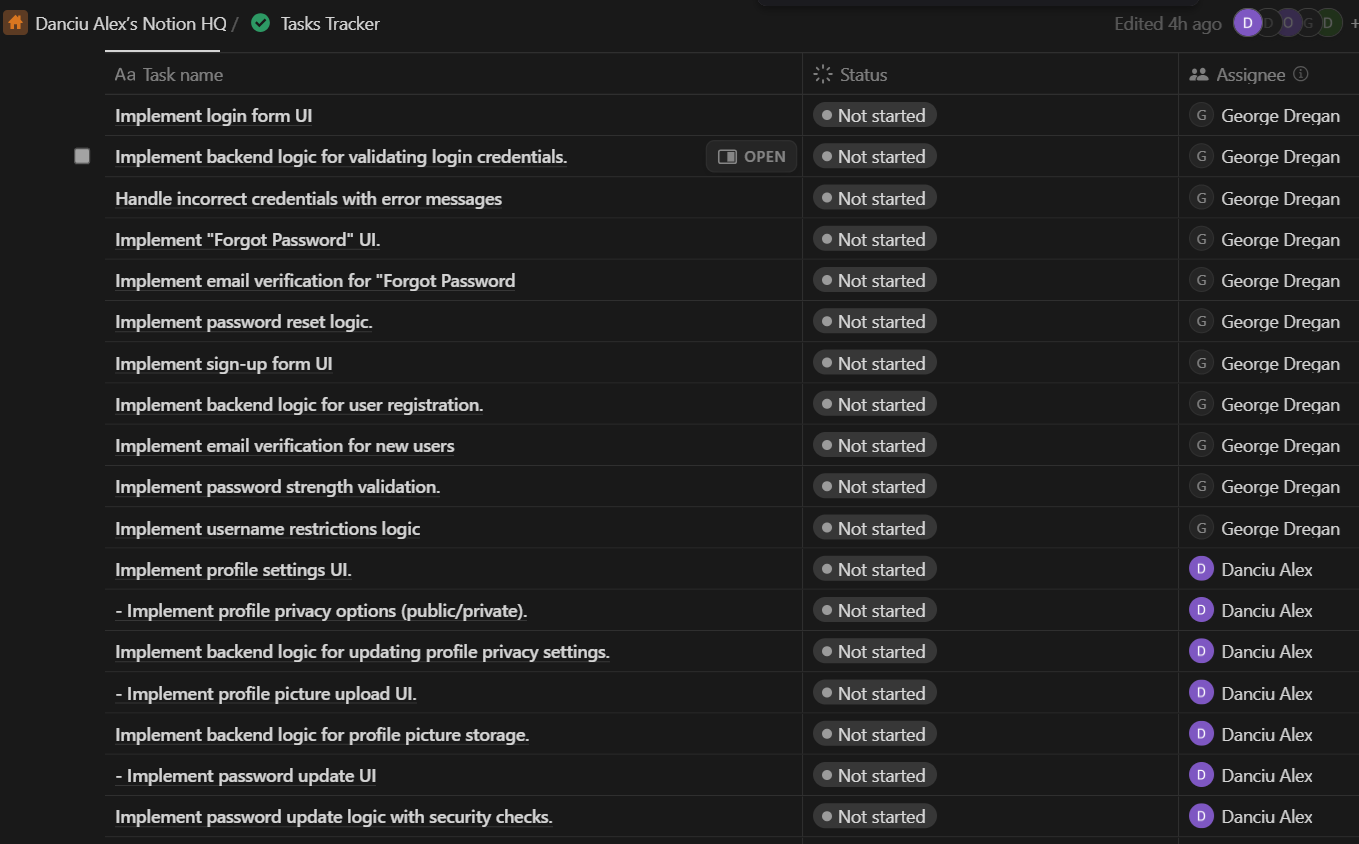 Danciu Alex's Notion HQ / Tasks Tracker Edited 4h ago D D O G D +
Aa Task name Status Assignee
Implement login form UI Not started G George Dregan
Implement backend logic for validating login credentials. OPEN Not started G George Dregan
Handle incorrect credentials with error messages Not started G George Dregan
Implement "Forgot Password" UI. Not started G George Dregan
Implement email verification for "Forgot Password Not started G George Dregan
Implement password reset logic. Not started G George Dregan
Implement sign-up form UI Not started G George Dregan
Implement backend logic for user registration. Not started G George Dregan
Implement email verification for new users Not started G George Dregan
Implement password strength validation. Not started G George Dregan
Implement username restrictions logic Not started G George Dregan
Implement profile settings UI. Not started D Danciu Alex
- Implement profile privacy options (public/private). Not started D Danciu Alex
Implement backend logic for updating profile privacy settings. Not started D Danciu Alex
- Implement profile picture upload UI. Not started D Danciu Alex
Implement backend logic for profile picture storage. Not started D Danciu Alex
- Implement password update UI Not started D Danciu Alex
Implement password update logic with security checks. Not started D Danciu Alex